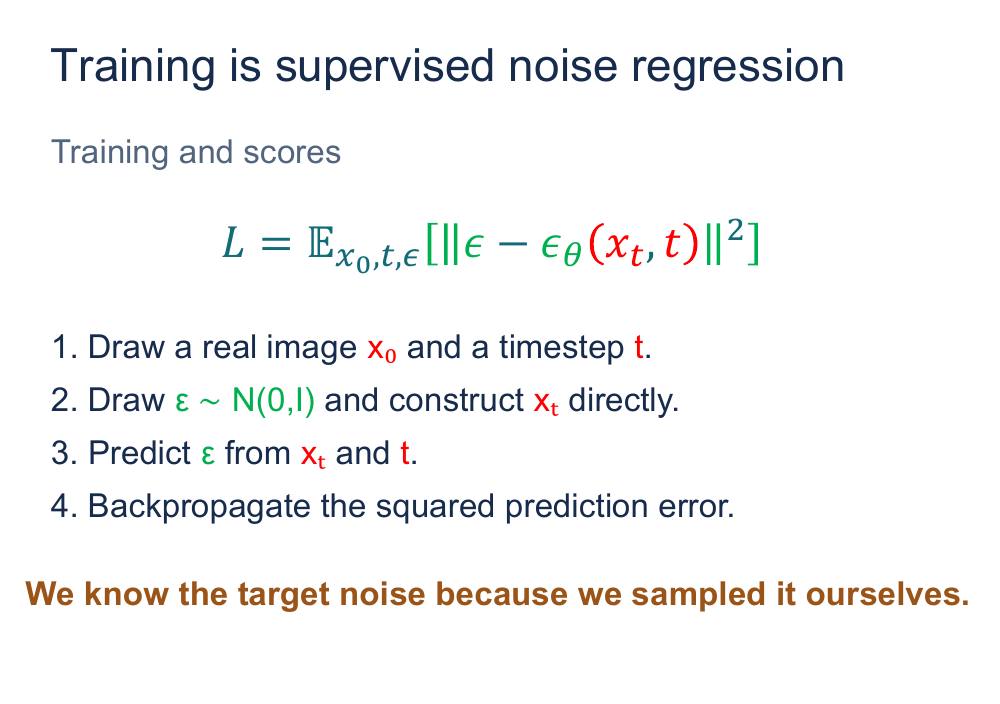 Training is supervised noise regression
Training and scores
L = 𝔼ₓ₀,ₜ,ϵ[‖ϵ − ϵ_θ(xₜ, t)‖²]
1. Draw a real image x₀ and a timestep t.
2. Draw ε ~ N(0,I) and construct xₜ directly.
3. Predict ε from xₜ and t.
4. Backpropagate the squared prediction error.
We know the target noise because we sampled it ourselves.